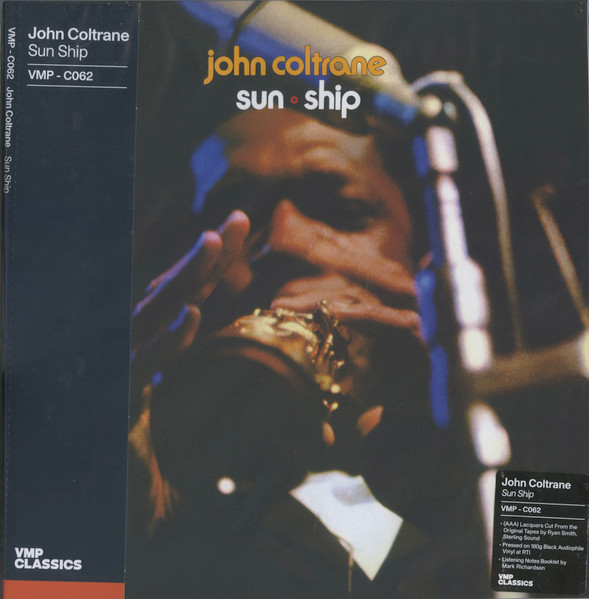 VMP - C062 John Coltrane Sun Ship
John Coltrane
Sun Ship
VMP - C062
john coltrane
sun ship
VMP
CLASSICS
John Coltrane
Sun Ship
VMP - C062
• (AAA) Lacquers Cut From the
Original Tapes by Ryan Smith,
Sterling Sound
• Pressed on 180g Black Audiophile
Vinyl at RTI
• Listening Notes Booklet by
Mark Richardson
VMP
CLASSICS